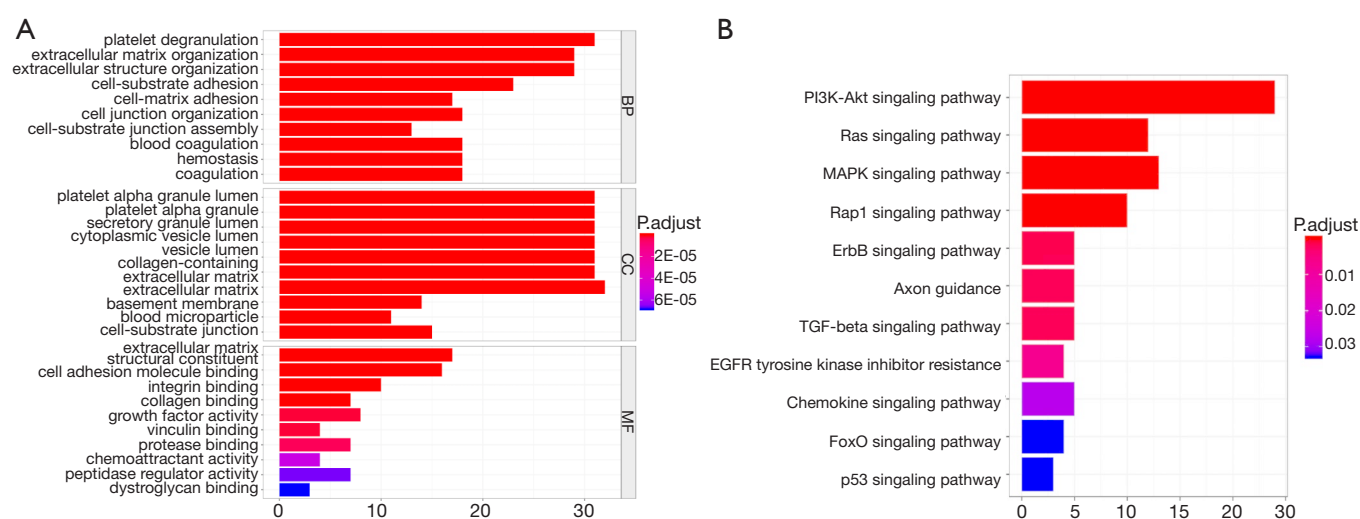 A
platelet degranulation
extracellular matrix organization
extracellular structure organization
cell-substrate adhesion
cell-matrix adhesion
cell junction organization
cell-substrate junction assembly
blood coagulation
hemostasis
coagulation
BP
platelet alpha granule lumen
platelet alpha granule
secretory granule lumen
cytoplasmic vesicle lumen
vesicle lumen
collagen-containing
extracellular matrix
extracellular matrix
basement membrane
blood microparticle
cell-substrate junction
CC
extracellular matrix
structural constituent
cell adhesion molecule binding
integrin binding
collagen binding
growth factor activity
vinculin binding
protease binding
chemoattractant activity
peptidase regulator activity
dystroglycan binding
MF
0 10 20 30
P.adjust
2E-05
4E-05
6E-05
B
PI3K-Akt singaling pathway
Ras singaling pathway
MAPK singaling pathway
Rap1 singaling pathway
ErbB singaling pathway
Axon guidance
TGF-beta singaling pathway
EGFR tyrosine kinase inhibitor resistance
Chemokine singaling pathway
FoxO singaling pathway
p53 singaling pathway
0 5 10 15 20 30
P.adjust
0.01
0.02
0.03